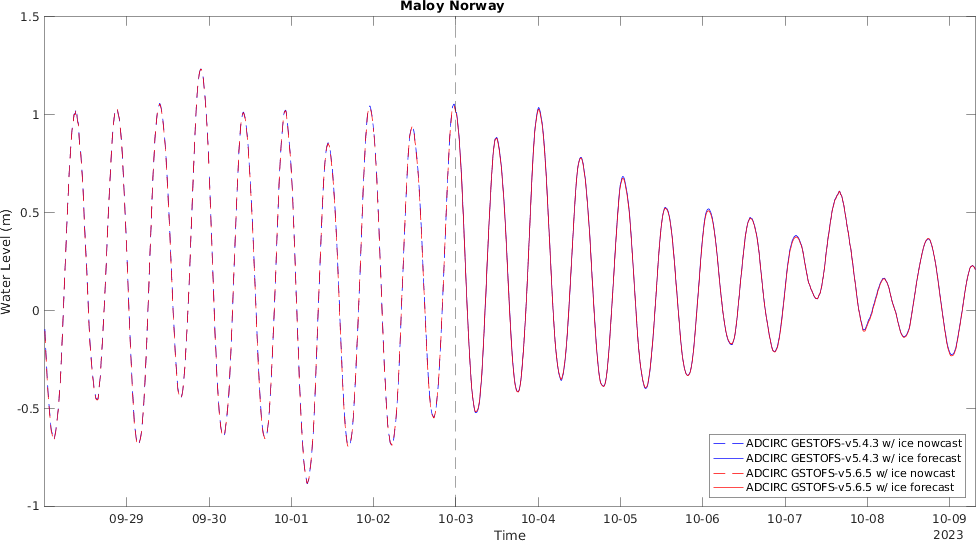 Maloy Norway
1.5
1
0.5
0
-0.5
-1
Water Level (m)
09-29 09-30 10-01 10-02 10-03 10-04 10-05 10-06 10-07 10-08 10-09
2023
Time
ADCIRC GESTOFS-v5.4.3 w/ ice nowcast
ADCIRC GESTOFS-v5.4.3 w/ ice forecast
ADCIRC GSTOFS-v5.6.5 w/ ice nowcast
ADCIRC GSTOFS-v5.6.5 w/ ice forecast